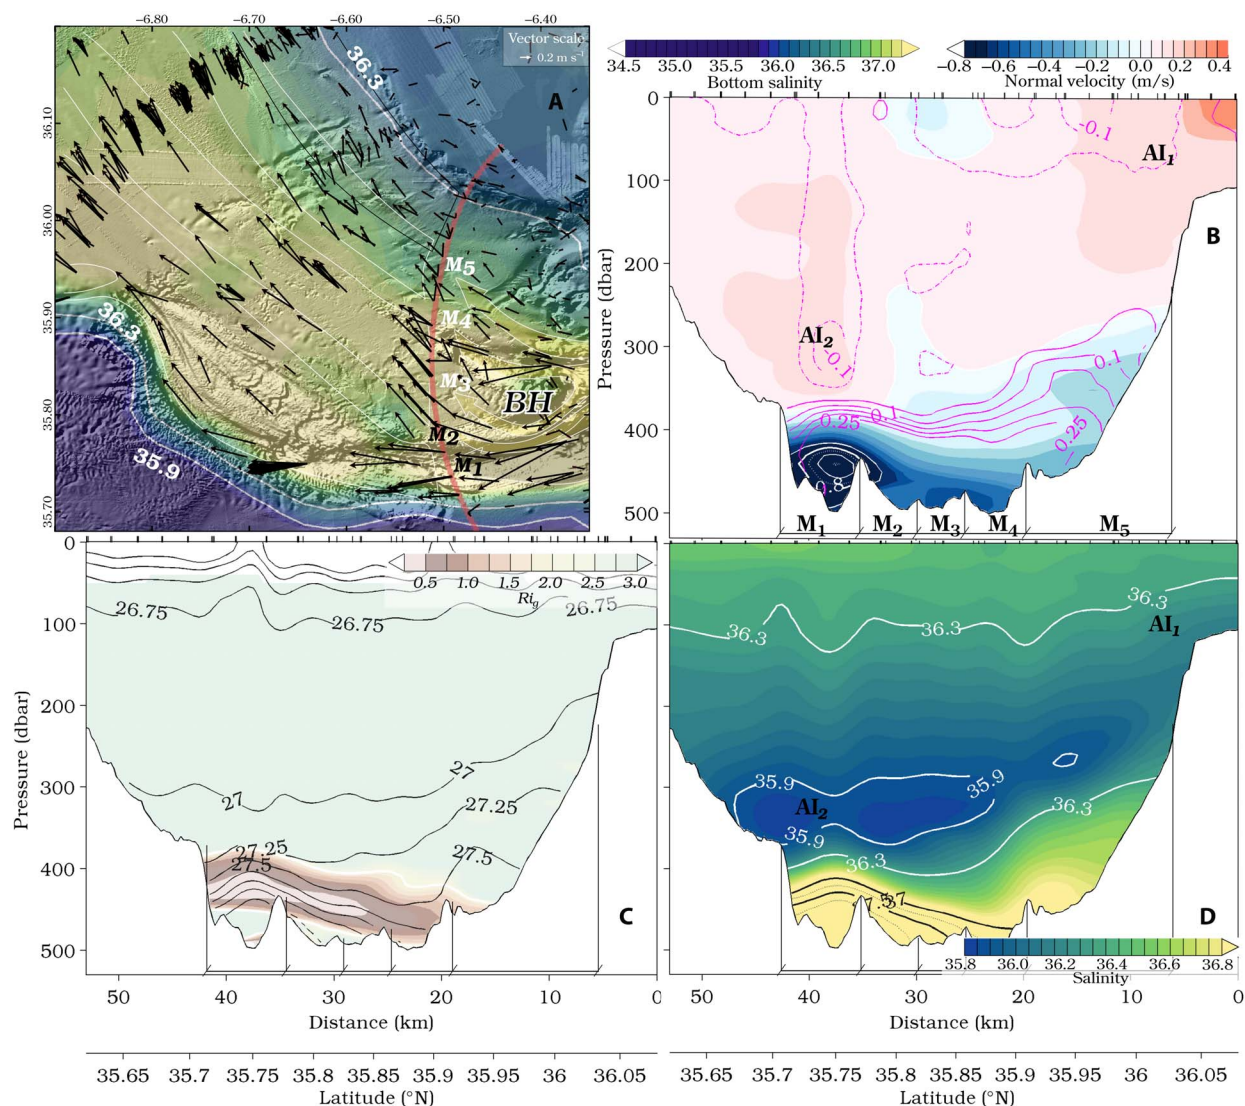 −6.80 −6.70 −6.60 −6.50 −6.40
36.10
36.00
35.90
35.80
35.70
Vector scale
0.2 m s⁻¹
A
36.3
36.3
35.9
M5
M4
M3
M2
M1
BH
34.5 35.0 35.5 36.0 36.5 37.0
Bottom salinity
−0.8 −0.6 −0.4 −0.2 0.0 0.2 0.4
Normal velocity (m/s)
0
100
200
300
400
500
Pressure (dbar)
-0.1
AI1
B
AI2
-0.1
0.1
0.25
0.1
0.25
M1 M2 M3 M4 M5
0
100
200
300
400
500
Pressure (dbar)
0.5 1.0 1.5 2.0 2.5 3.0
Rig
26.75 26.75 26.75
27
27
27.25
27.25
27.5
27.5
C
50 40 30 20 10 0
Distance (km)
35.65 35.7 35.75 35.8 35.85 35.9 35.95 36 36.05
Latitude (°N)
36.3 36.3 36.3
AI1
35.9 35.9
AI2
35.9
36.3
36.3
37
D
35.8 36.0 36.2 36.4 36.6 36.8
Salinity
50 40 30 20 10 0
Distance (km)
35.65 35.7 35.75 35.8 35.85 35.9 35.95 36 36.05
Latitude (°N)